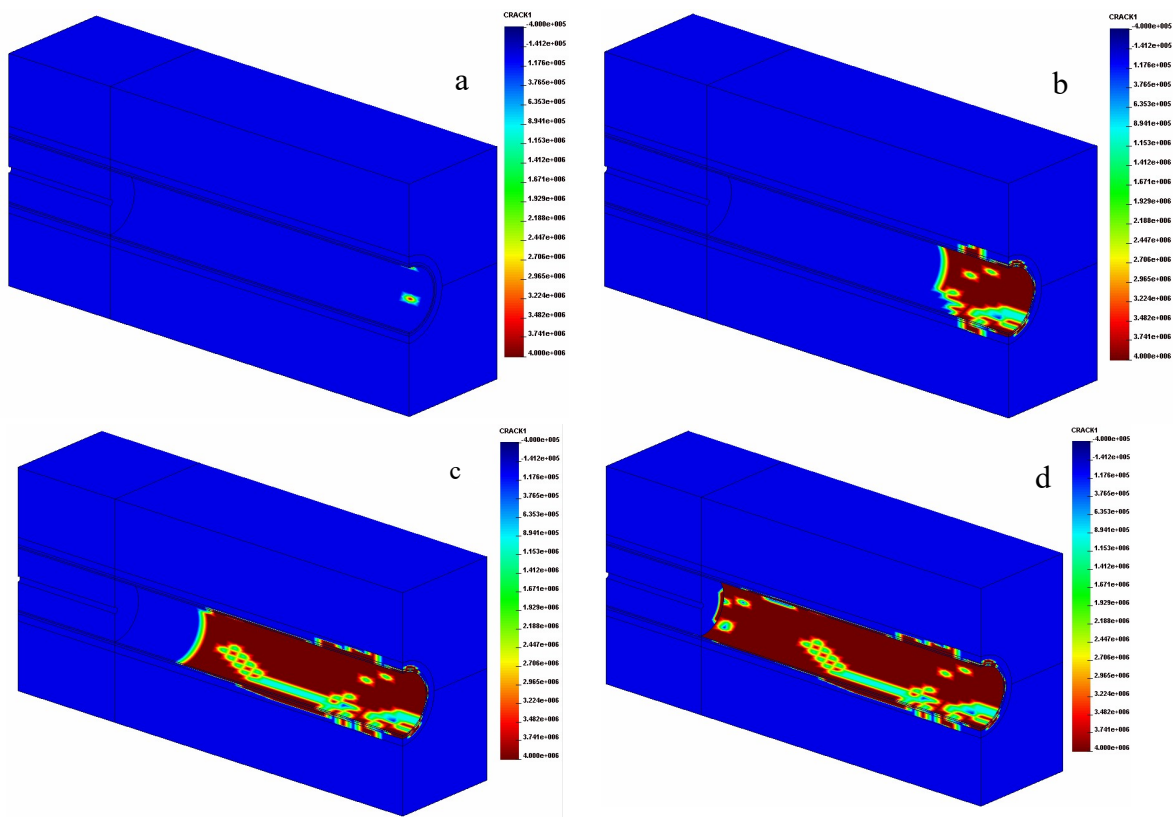 CRACK1
-4.000e+005
-1.412e+005
1.176e+005
3.765e+005
6.353e+005
8.941e+005
1.153e+006
1.412e+006
1.671e+006
1.929e+006
2.188e+006
2.447e+006
2.706e+006
2.965e+006
3.224e+006
3.482e+006
3.741e+006
4.000e+006
a
CRACK1
-4.000e+005
-1.412e+005
1.176e+005
3.765e+005
6.353e+005
8.941e+005
1.153e+006
1.412e+006
1.671e+006
1.929e+006
2.188e+006
2.447e+006
2.706e+006
2.965e+006
3.224e+006
3.482e+006
3.741e+006
4.000e+006
b
CRACK1
-4.000e+005
-1.412e+005
1.176e+005
3.765e+005
6.353e+005
8.941e+005
1.153e+006
1.412e+006
1.671e+006
1.929e+006
2.188e+006
2.447e+006
2.706e+006
2.965e+006
3.224e+006
3.482e+006
3.741e+006
4.000e+006
c
CRACK1
-4.000e+005
-1.412e+005
1.176e+005
3.765e+005
6.353e+005
8.941e+005
1.153e+006
1.412e+006
1.671e+006
1.929e+006
2.188e+006
2.447e+006
2.706e+006
2.965e+006
3.224e+006
3.482e+006
3.741e+006
4.000e+006
d